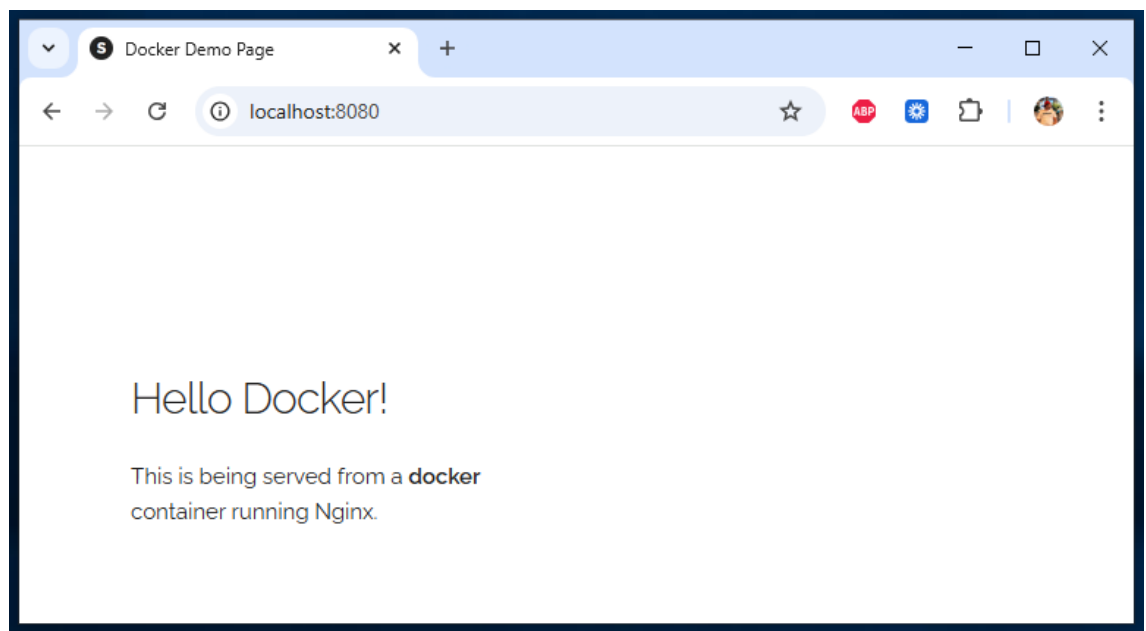 S Docker Demo Page
localhost:8080
ABP
Hello Docker!
This is being served from a docker
container running Nginx.